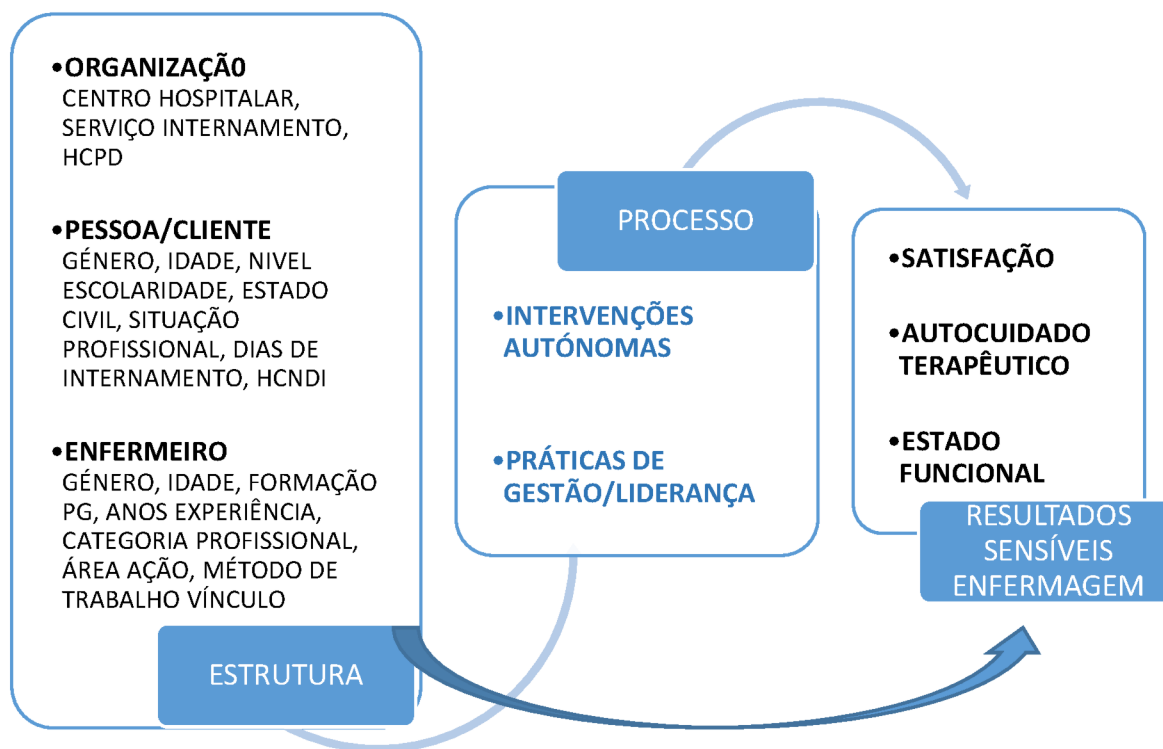 •ORGANIZAÇÃ0
CENTRO HOSPITALAR,
SERVIÇO INTERNAMENTO,
HCPD
•PESSOA/CLIENTE
GÉNERO, IDADE, NIVEL
ESCOLARIDADE, ESTADO
CIVIL, SITUAÇÃO
PROFISSIONAL, DIAS DE
INTERNAMENTO, HCNDI
•ENFERMEIRO
GÉNERO, IDADE, FORMAÇÃO
PG, ANOS EXPERIÊNCIA,
CATEGORIA PROFISSIONAL,
ÁREA AÇÃO, MÉTODO DE
TRABALHO VÍNCULO
ESTRUTURA
PROCESSO
•INTERVENÇÕES
AUTÓNOMAS
•PRÁTICAS DE
GESTÃO/LIDERANÇA
•SATISFAÇÃO
•AUTOCUIDADO
TERAPÊUTICO
•ESTADO
FUNCIONAL
RESULTADOS
SENSÍVEIS
ENFERMAGEM